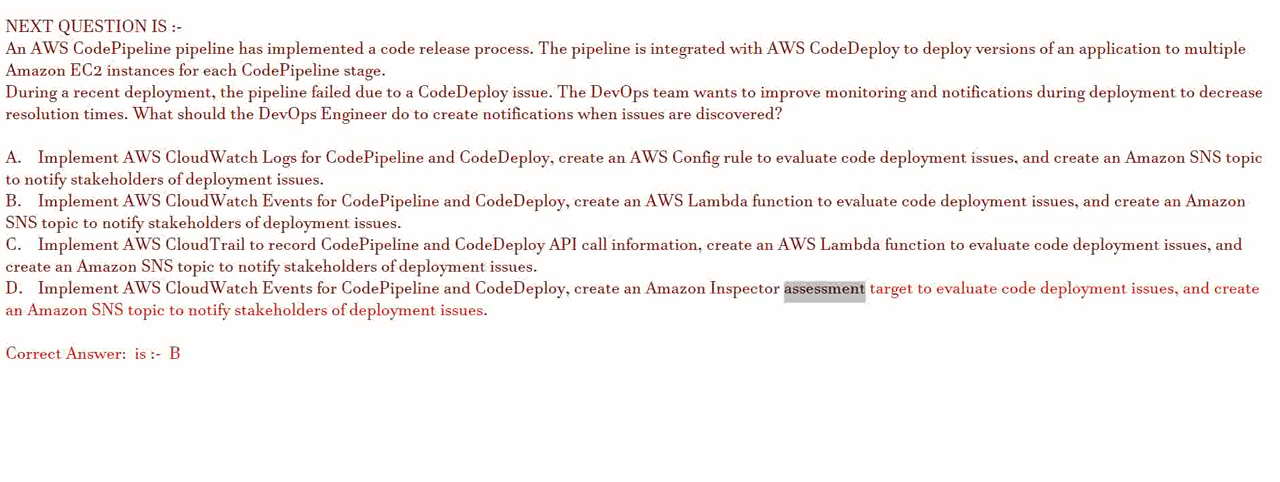 NEXT QUESTION IS :-
An AWS CodePipeline pipeline has implemented a code release process. The pipeline is integrated with AWS CodeDeploy to deploy versions of an application to multiple
Amazon EC2 instances for each CodePipeline stage.
During a recent deployment, the pipeline failed due to a CodeDeploy issue. The DevOps team wants to improve monitoring and notifications during deployment to decrease
resolution times. What should the DevOps Engineer do to create notifications when issues are discovered?
A. Implement AWS CloudWatch Logs for CodePipeline and CodeDeploy, create an AWS Config rule to evaluate code deployment issues, and create an Amazon SNS topic
to notify stakeholders of deployment issues.
B. Implement AWS CloudWatch Events for CodePipeline and CodeDeploy, create an AWS Lambda function to evaluate code deployment issues, and create an Amazon
SNS topic to notify stakeholders of deployment issues.
C. Implement AWS CloudTrail to record CodePipeline and CodeDeploy API call information, create an AWS Lambda function to evaluate code deployment issues, and
create an Amazon SNS topic to notify stakeholders of deployment issues.
D. Implement AWS CloudWatch Events for CodePipeline and CodeDeploy, create an Amazon Inspector assessment target to evaluate code deployment issues, and create
an Amazon SNS topic to notify stakeholders of deployment issues.
Correct Answer: is :- B